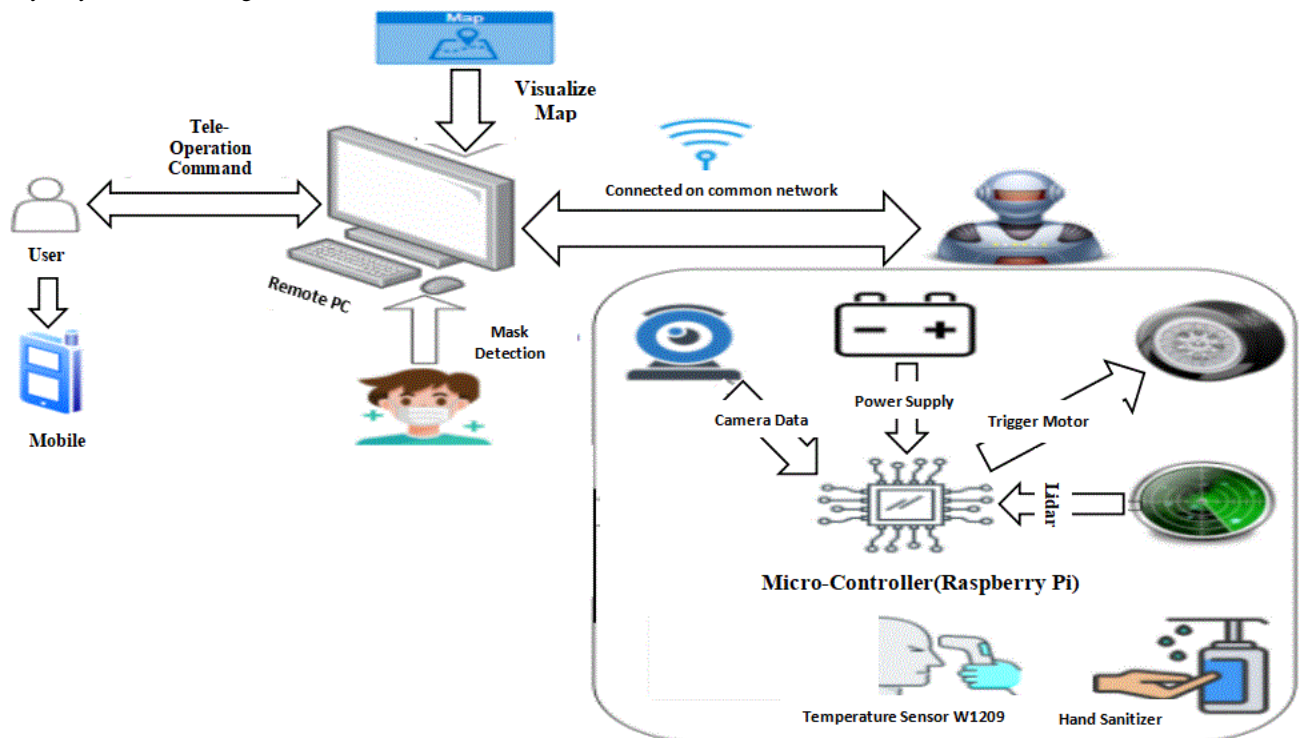 Map
Visualize
Map
Tele-
Operation
Command
Connected on common network
User
Remote PC
Mask
Detection
Mobile
Camera Data
Power Supply
Trigger Motor
Lidar
Micro-Controller(Raspberry Pi)
Temperature Sensor W1209
Hand Sanitizer